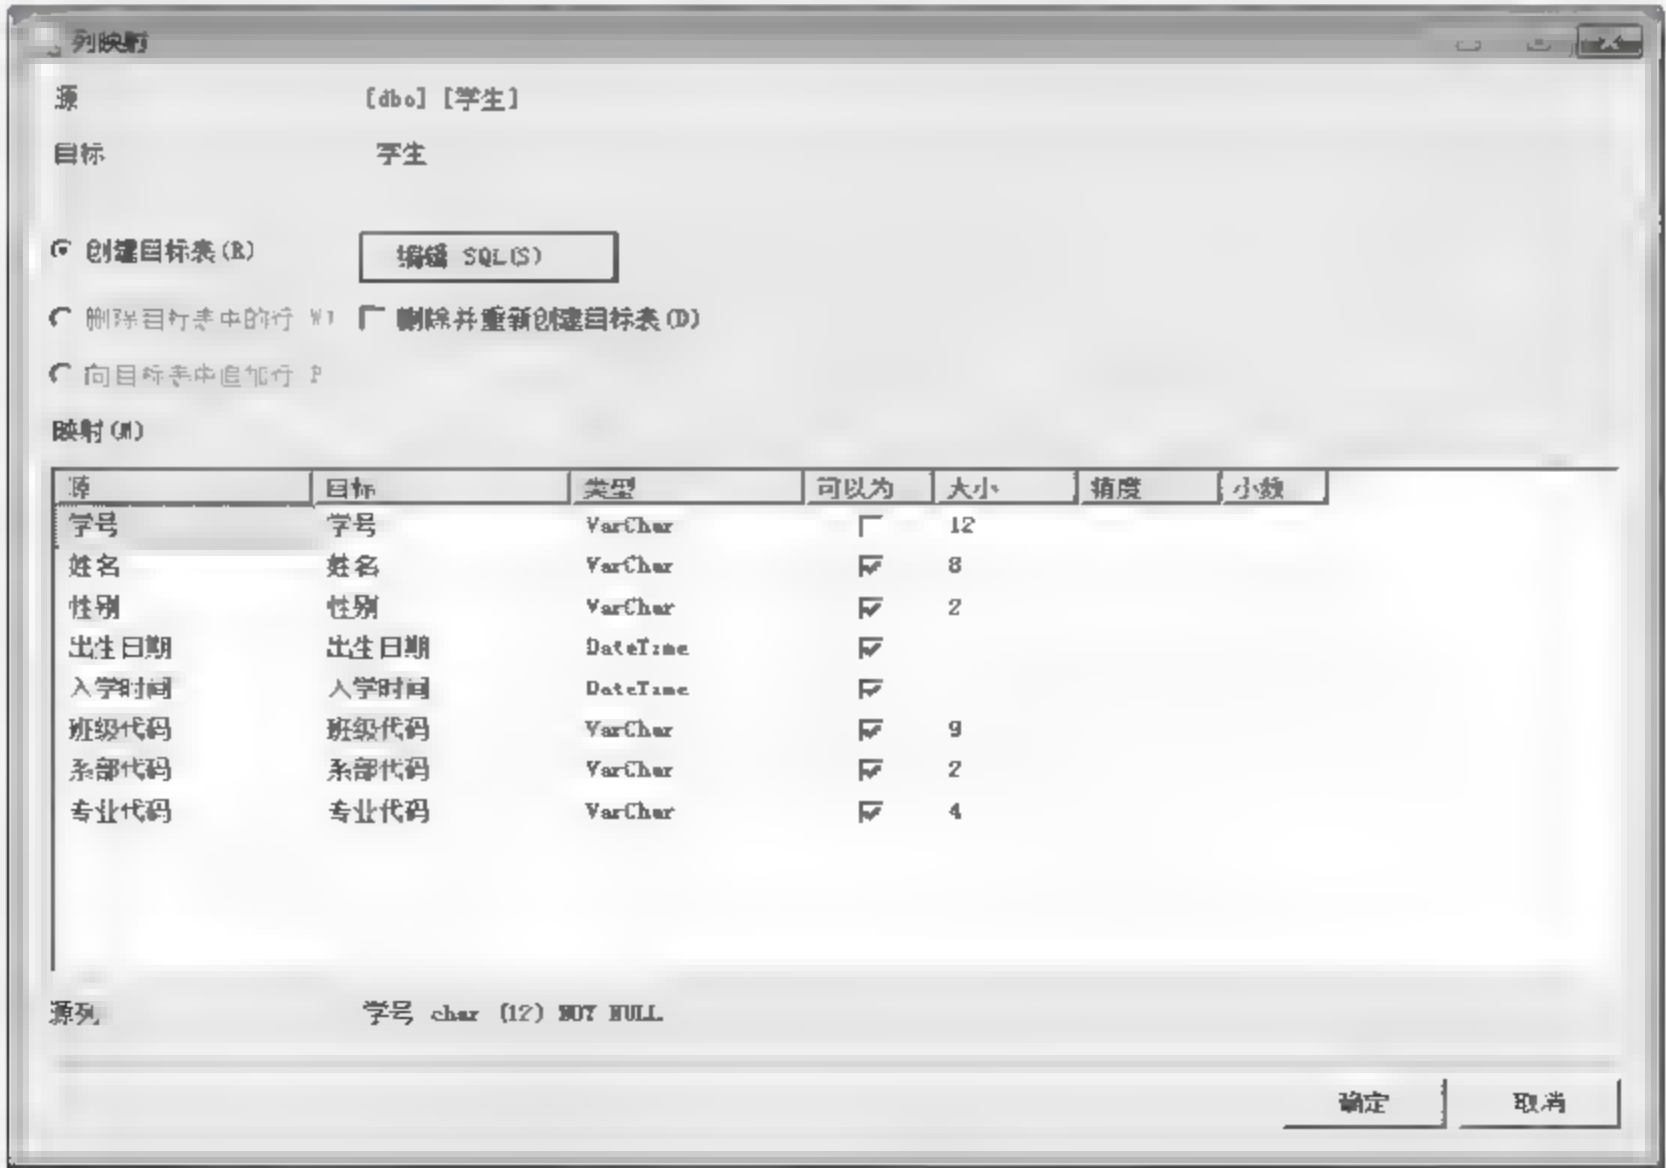 列映射
源 [dbo] [学生]
目标 学生
创建目标表(R) 编辑 SQL(S)
删除目标表中的行 W) 删除并重新创建目标表(D)
向目标表中追加行 P
映射(M)
源 目标 类型 可以为 大小 精度 小数
学号 学号 VarChar 12
姓名 姓名 VarChar 8
性别 性别 VarChar 2
出生日期 出生日期 DateTime
入学时间 入学时间 DateTime
班级代码 班级代码 VarChar 9
系部代码 系部代码 VarChar 2
专业代码 专业代码 VarChar 4
源列 学号 char (12) NOT NULL
确定 取消